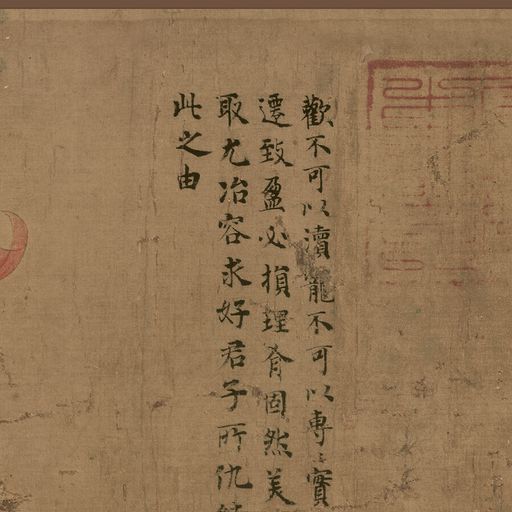 歡不可以瀆寵不可以專〻實
遷致盈必損理有固然美
取尤冶容求好君子所仇
此之由